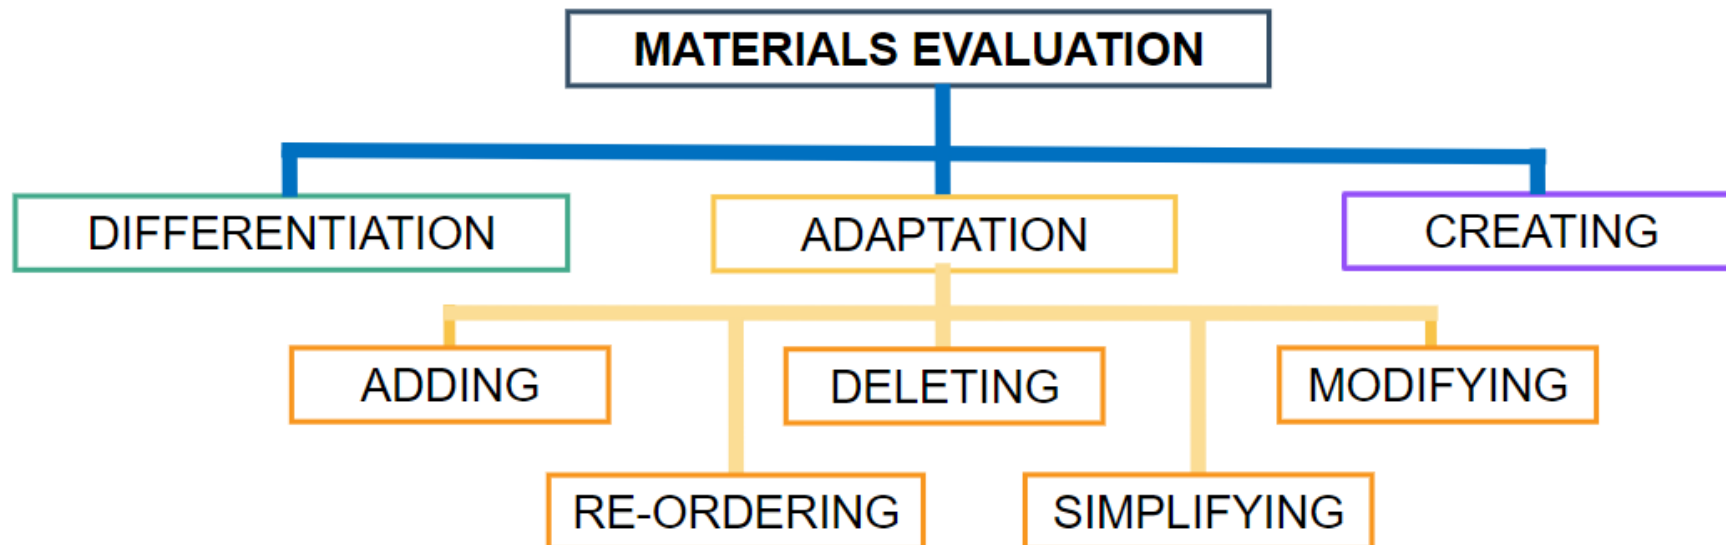 MATERIALS EVALUATION
DIFFERENTIATION
ADAPTATION
CREATING
ADDING
DELETING
MODIFYING
RE-ORDERING
SIMPLIFYING